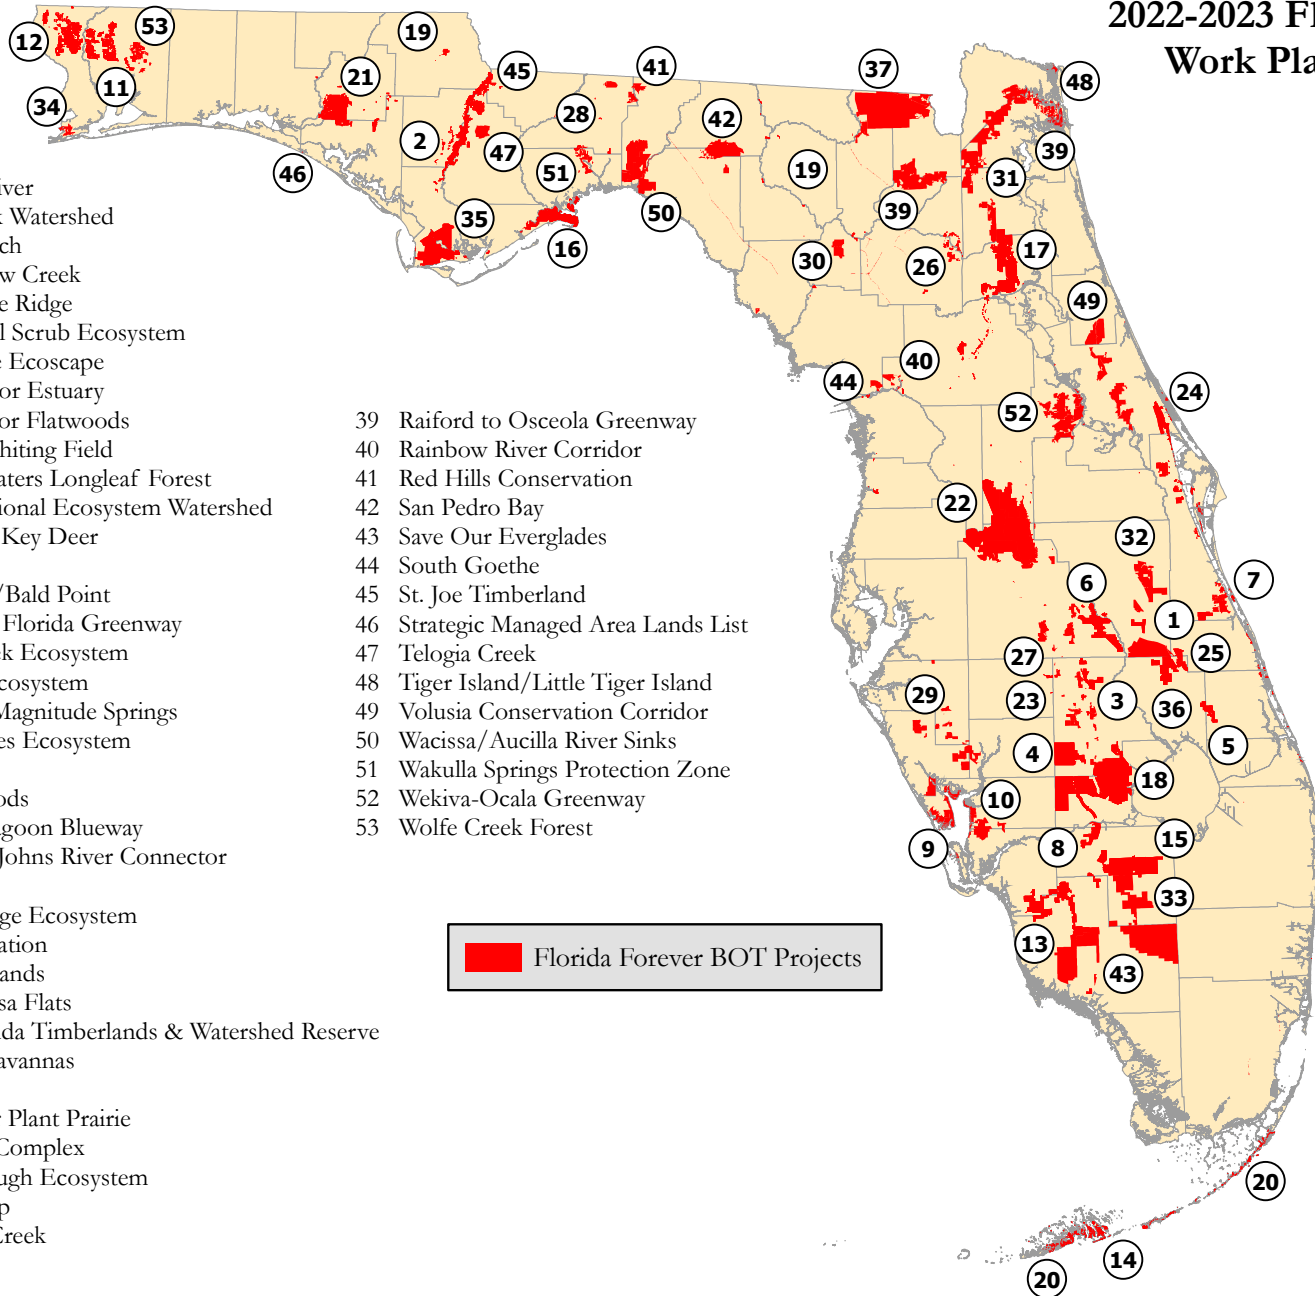 2022-2023 Fl
Work Pla
12
53
19
21
45
41
37
48
11
34
28
42
2
47
51
19
39
31
46
35
50
39
16
30
26
17
49
40
44
52
24
22
32
6
7
1
27
25
29
23
3
36
4
5
18
10
9
8
15
33
13
43
20
14
20
iver
k Watershed
ch
w Creek
e Ridge
l Scrub Ecosystem
e Ecoscape
or Estuary
or Flatwoods
hiting Field
aters Longleaf Forest
ional Ecosystem Watershed
Key Deer
/Bald Point
Florida Greenway
ek Ecosystem
cosystem
Magnitude Springs
es Ecosystem
ods
agoon Blueway
Johns River Connector
ge Ecosystem
ation
lands
sa Flats
ida Timberlands & Watershed Reserve
avannas
r Plant Prairie
Complex
ugh Ecosystem
p
Creek
39 Raiford to Osceola Greenway
40 Rainbow River Corridor
41 Red Hills Conservation
42 San Pedro Bay
43 Save Our Everglades
44 South Goethe
45 St. Joe Timberland
46 Strategic Managed Area Lands List
47 Telogia Creek
48 Tiger Island/Little Tiger Island
49 Volusia Conservation Corridor
50 Wacissa/Aucilla River Sinks
51 Wakulla Springs Protection Zone
52 Wekiva-Ocala Greenway
53 Wolfe Creek Forest
Florida Forever BOT Projects